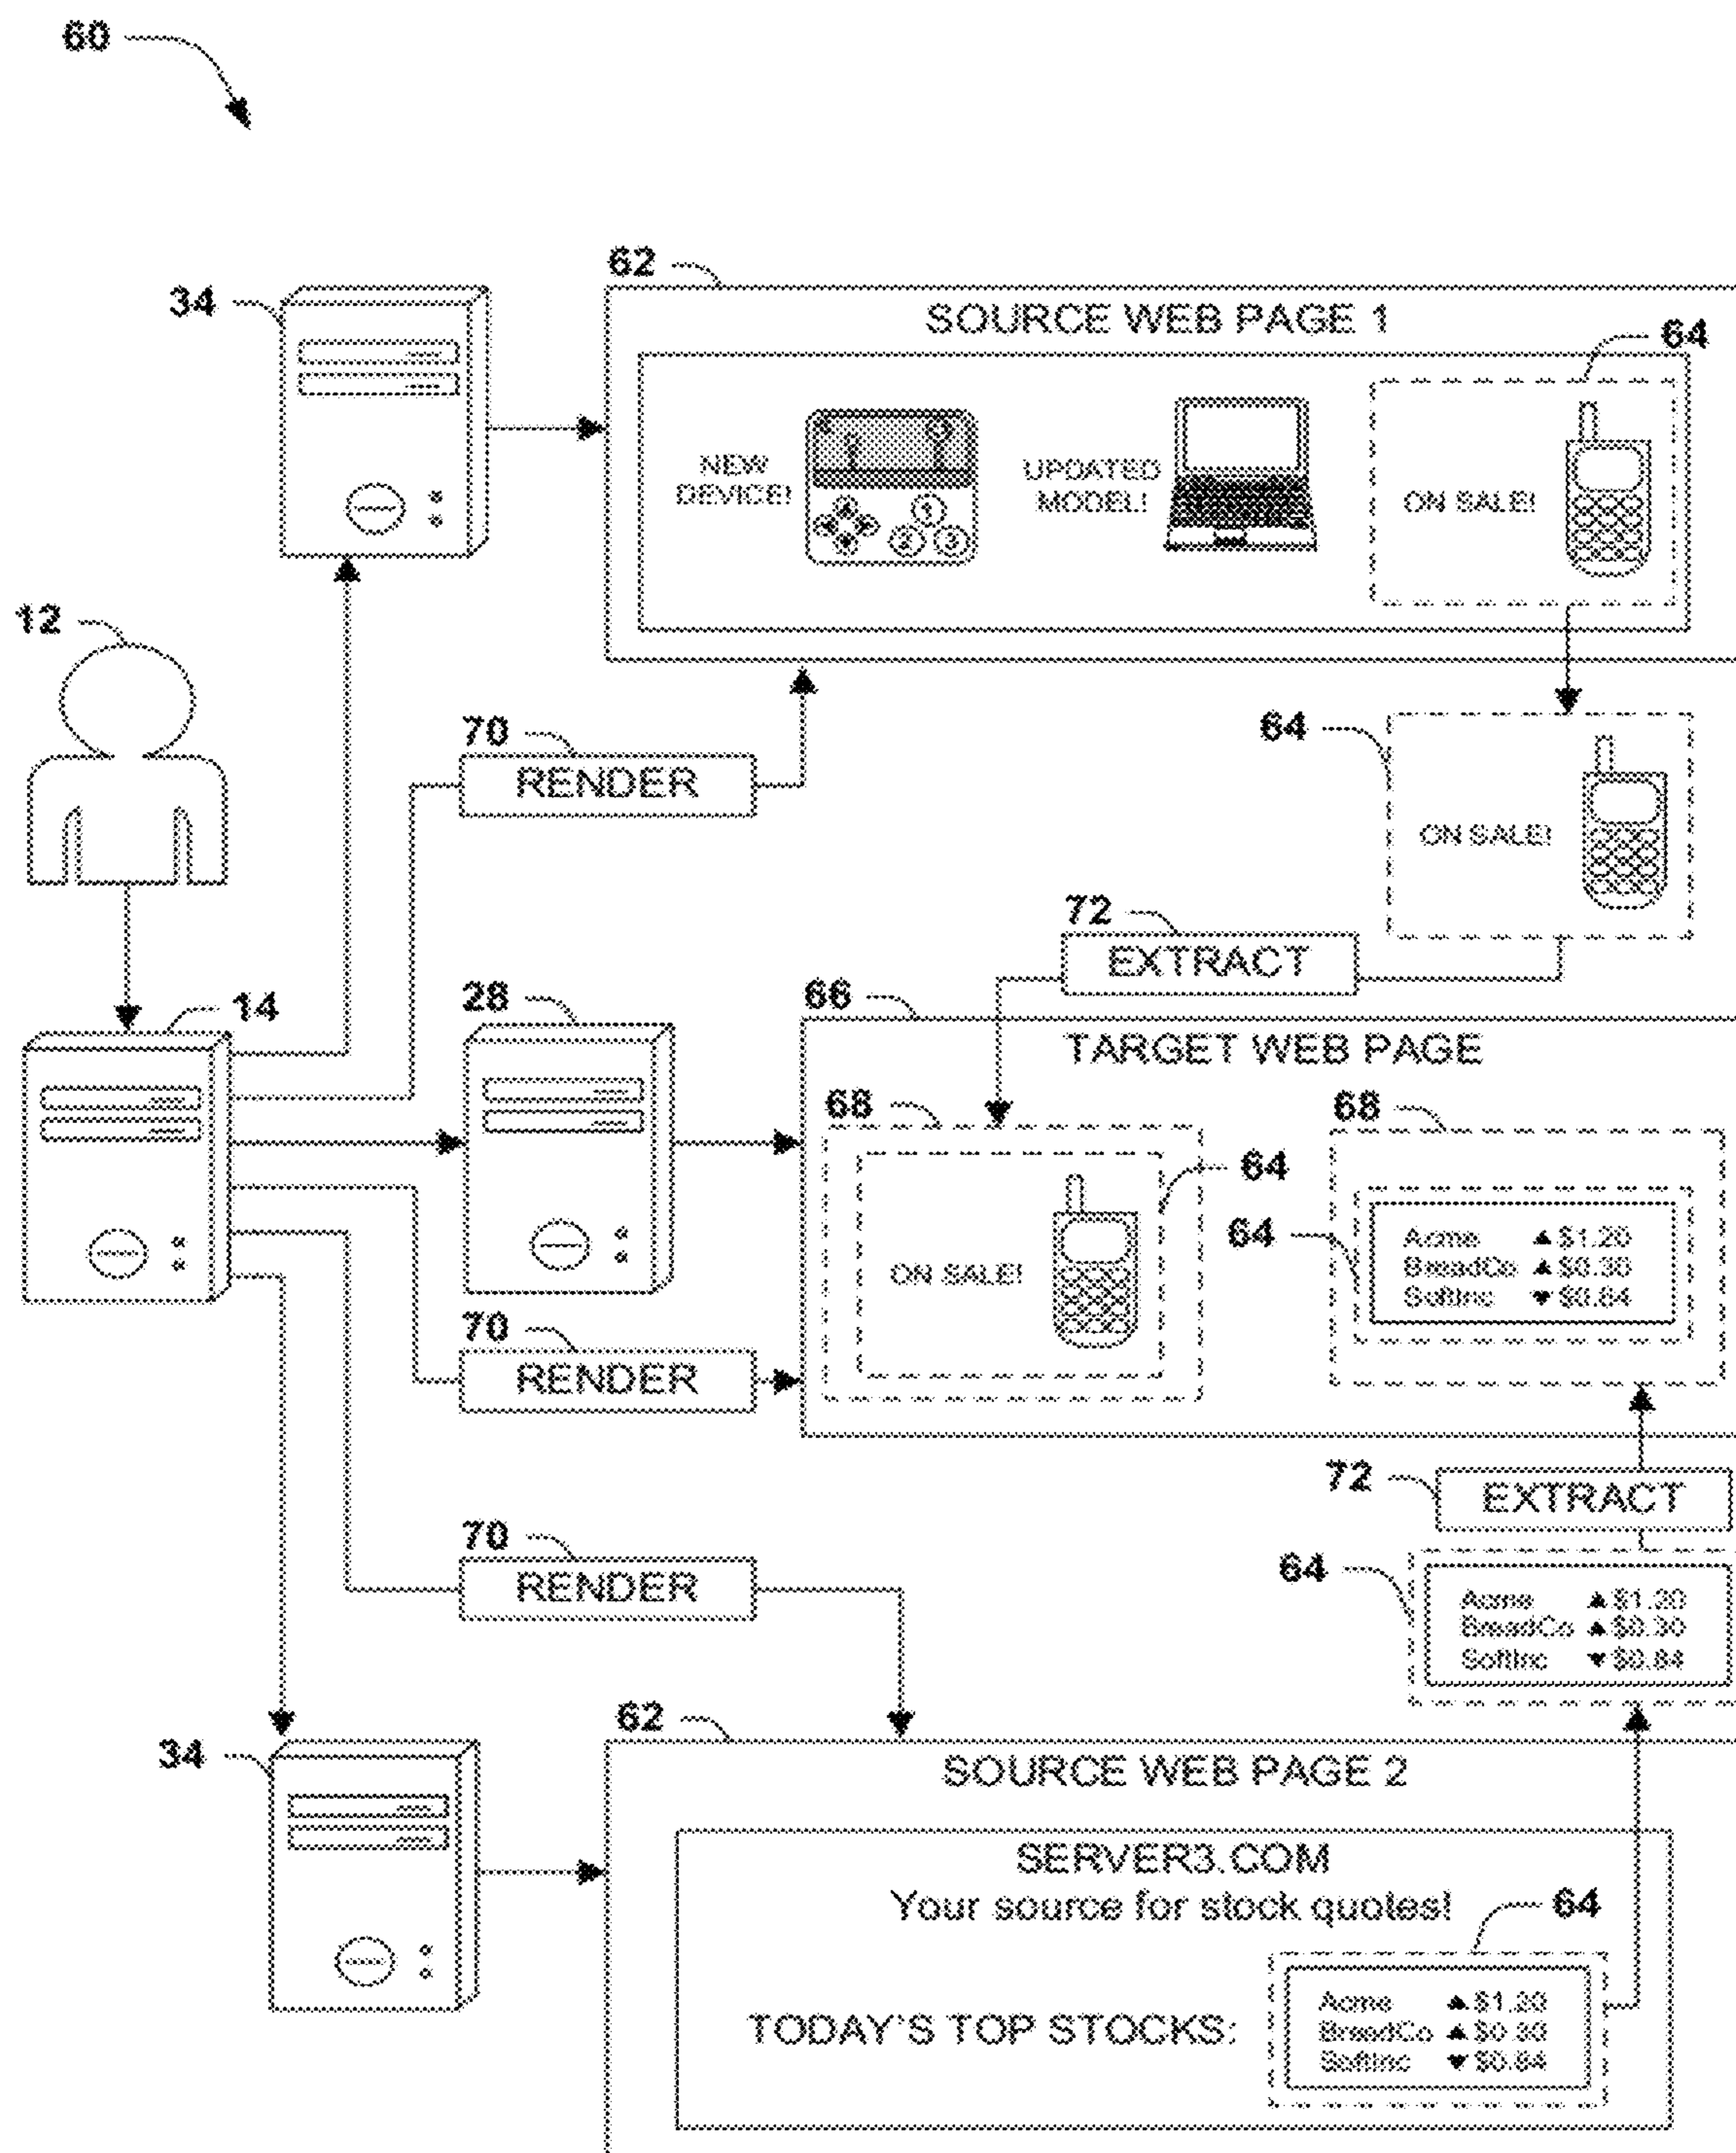 60
62
34
SOURCE WEB PAGE 1
64
NEW
DEVICE!
1
2
3
UPDATED
MODEL!
ON SALE!
12
70
RENDER
64
ON SALE!
72
EXTRACT
14
28
66
TARGET WEB PAGE
68
64
ON SALE!
68
64
Acme ▲ $1.20
BreadCo ▲ $0.30
SoftInc ▼ $0.84
70
RENDER
72
EXTRACT
70
RENDER
64
Acme ▲ $1.20
BreadCo ▲ $0.30
SoftInc ▼ $0.84
34
62
SOURCE WEB PAGE 2
SERVER3.COM
Your source for stock quotes!
64
TODAY'S TOP STOCKS:
Acme ▲ $1.20
BreadCo ▲ $0.30
SoftInc ▼ $0.84